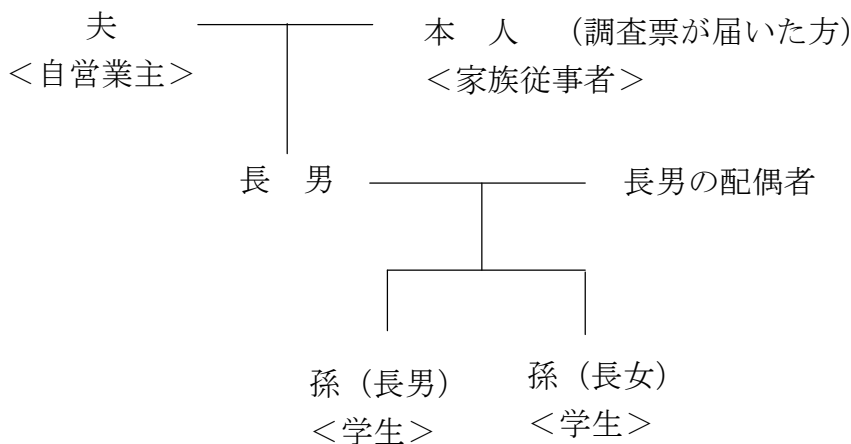 夫
本　人　（調査票が届いた方）
＜自営業主＞
＜家族従事者＞
長　男
長男の配偶者
孫（長男）
孫（長女）
＜学生＞
＜学生＞